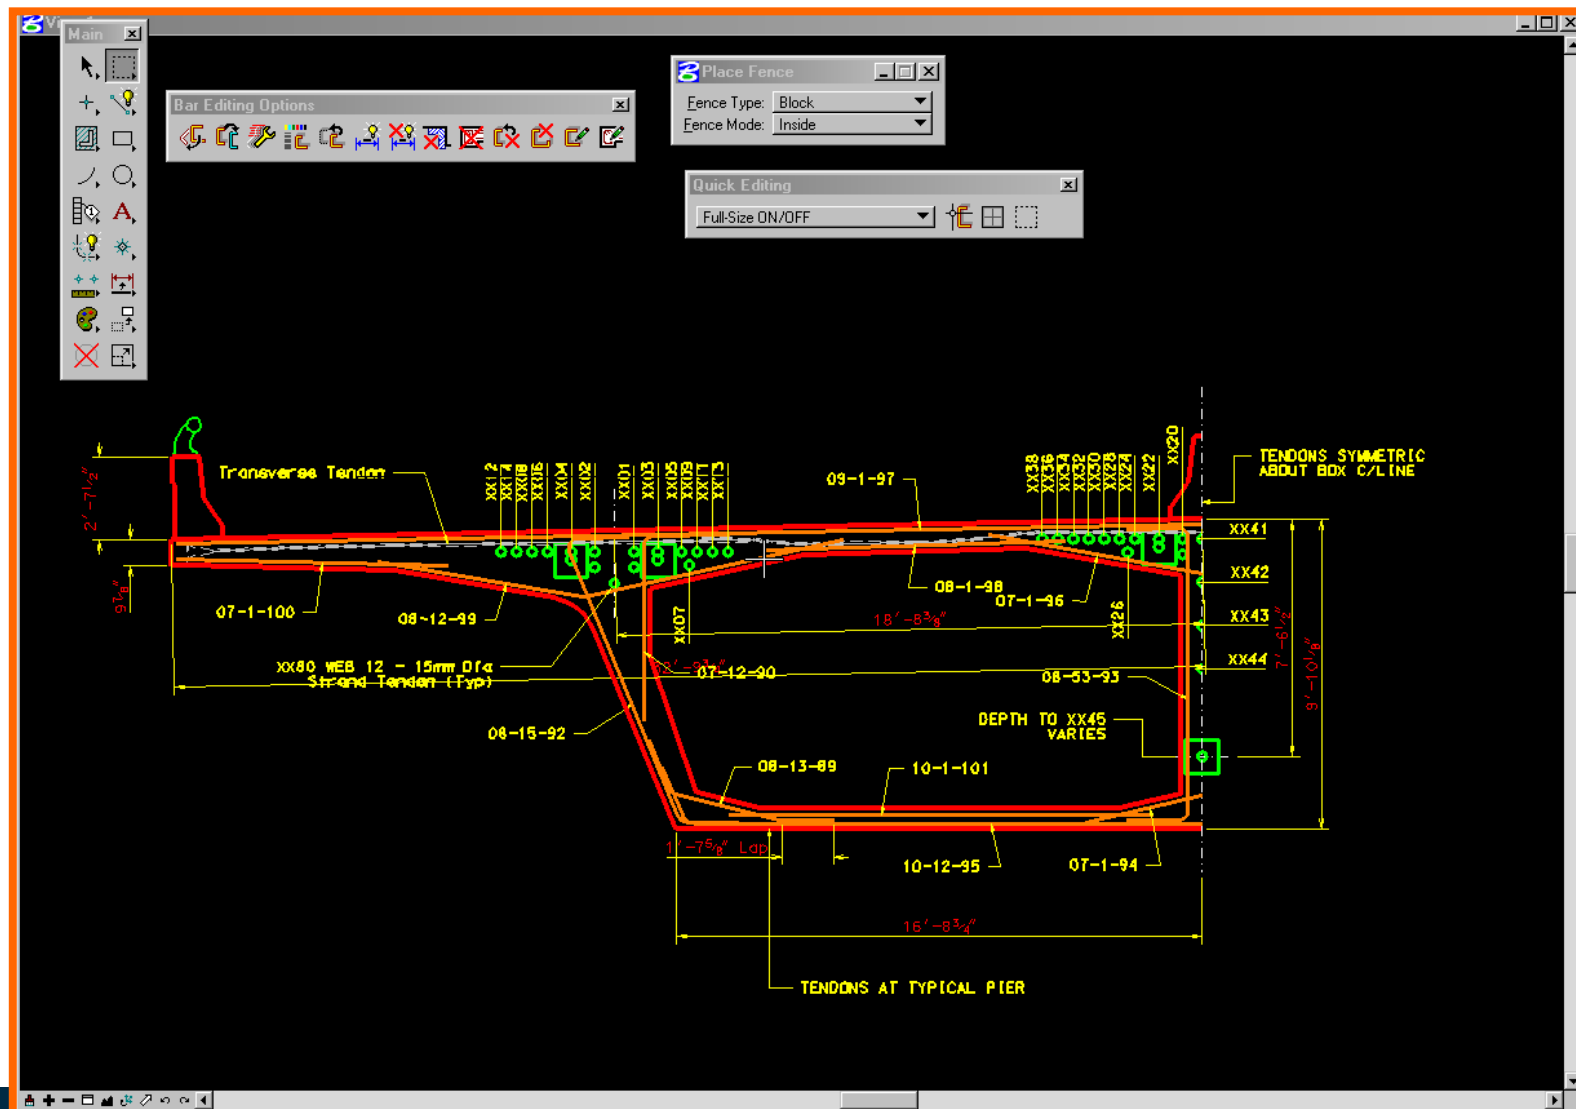 Main
Bar Editing Options
Place Fence
Fence Type: Block
Fence Mode: Inside
Quick Editing
Full-Size ON/OFF
Transverse Tendon
2'-7½"
9⅞"
XX12
XX18
XX16
XX04
XX02
XX01
XX03
XX05
XX09
XX11
XX13
09-1-97
XX38
XX36
XX34
XX32
XX30
XX28
XX24
XX22
XX20
TENDONS SYMMETRIC
ABOUT BOX C/LINE
XX41
XX42
XX43
XX44
07-1-100
08-12-99
XX07
08-1-98
07-1-96
XX26
18'-8⅜"
7'-6½"
9'-10⅛"
XX80 WEB 12 - 15mm Dia
Strand Tendon (Typ)
07-12-90
08-53-93
08-15-92
DEPTH TO XX45
VARIES
08-13-89
10-1-101
1'-7⅝" Lap
10-12-95
07-1-94
16'-8¾"
TENDONS AT TYPICAL PIER